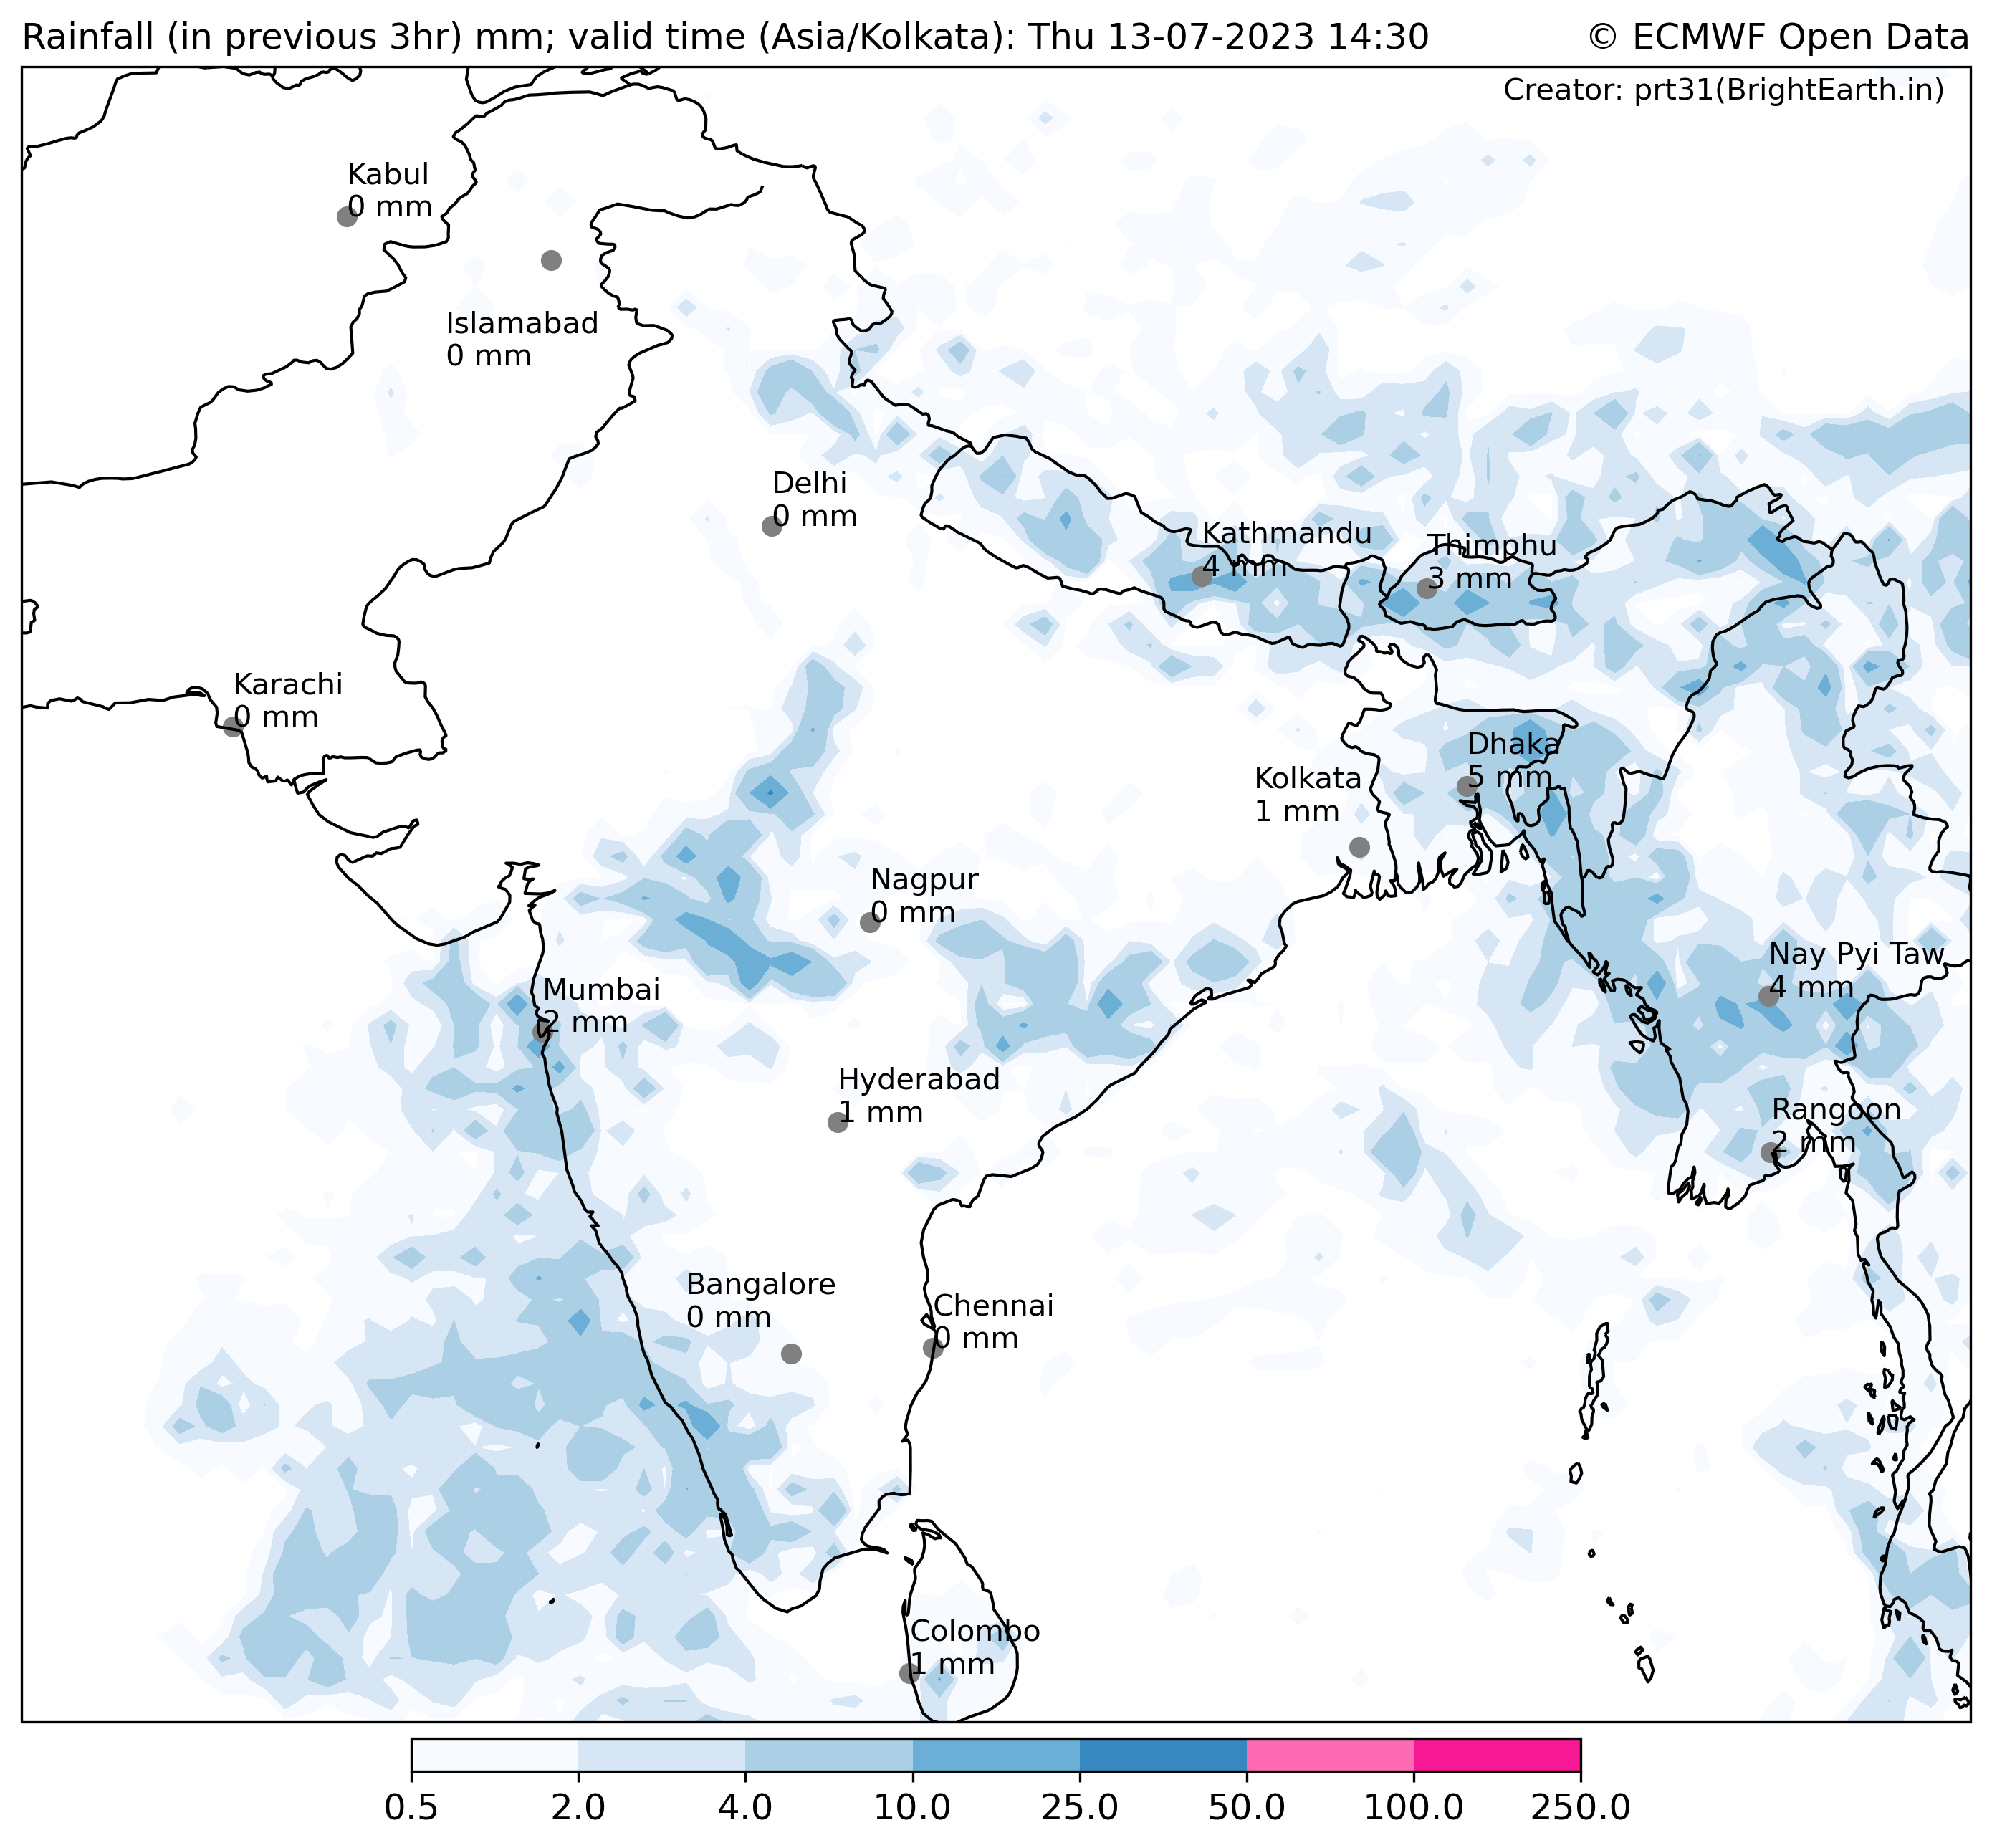 Rainfall (in previous 3hr) mm; valid time (Asia/Kolkata): Thu 13-07-2023 14:30
© ECMWF Open Data
Creator: prt31(BrightEarth.in)
Kabul
0 mm
Islamabad
0 mm
Delhi
0 mm
Kathmandu
4 mm
Thimphu
3 mm
Karachi
0 mm
Dhaka
5 mm
Kolkata
1 mm
Nagpur
0 mm
Nay Pyi Taw
4 mm
Mumbai
2 mm
Hyderabad
1 mm
Rangoon
2 mm
Bangalore
0 mm
Chennai
0 mm
Colombo
1 mm
0.5 2.0 4.0 10.0 25.0 50.0 100.0 250.0